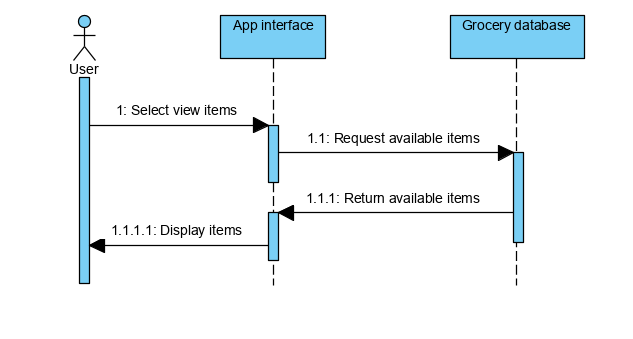 App interface
Grocery database
User
1: Select view items
1.1: Request available items
1.1.1: Return available items
1.1.1.1: Display items